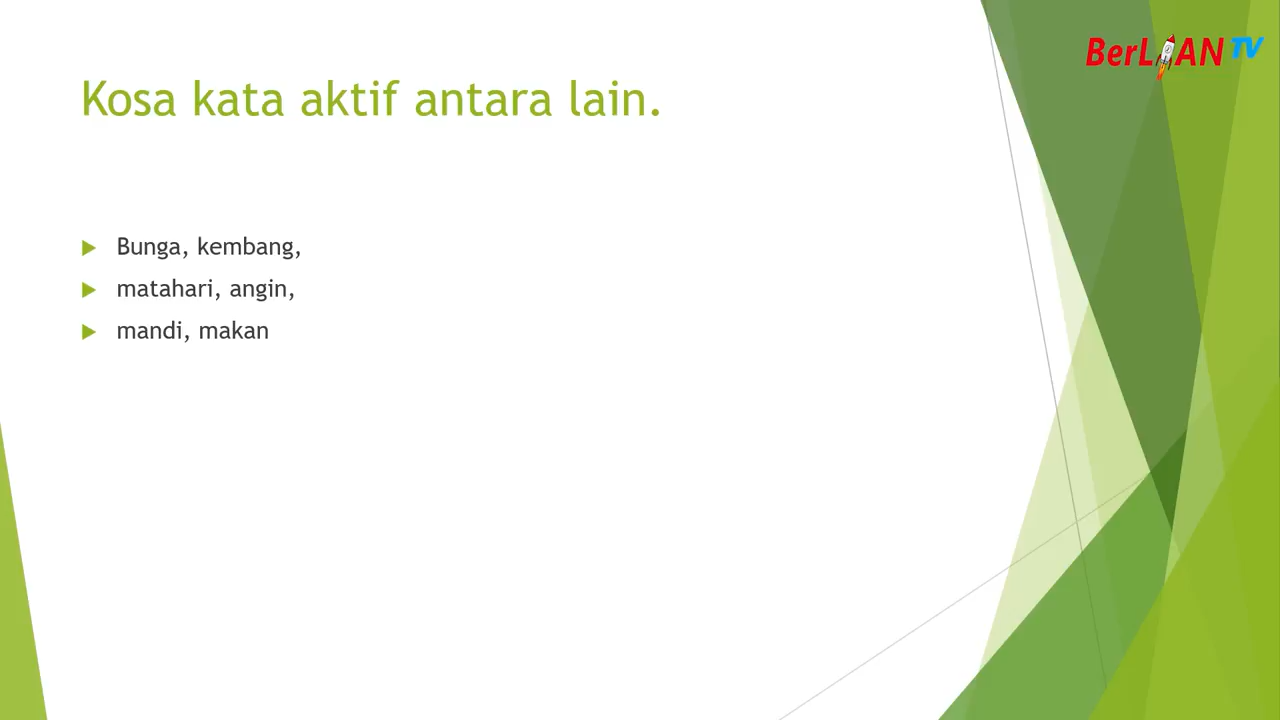 BerLIAN TV
Kosa kata aktif antara lain.
Bunga, kembang,
matahari, angin,
mandi, makan